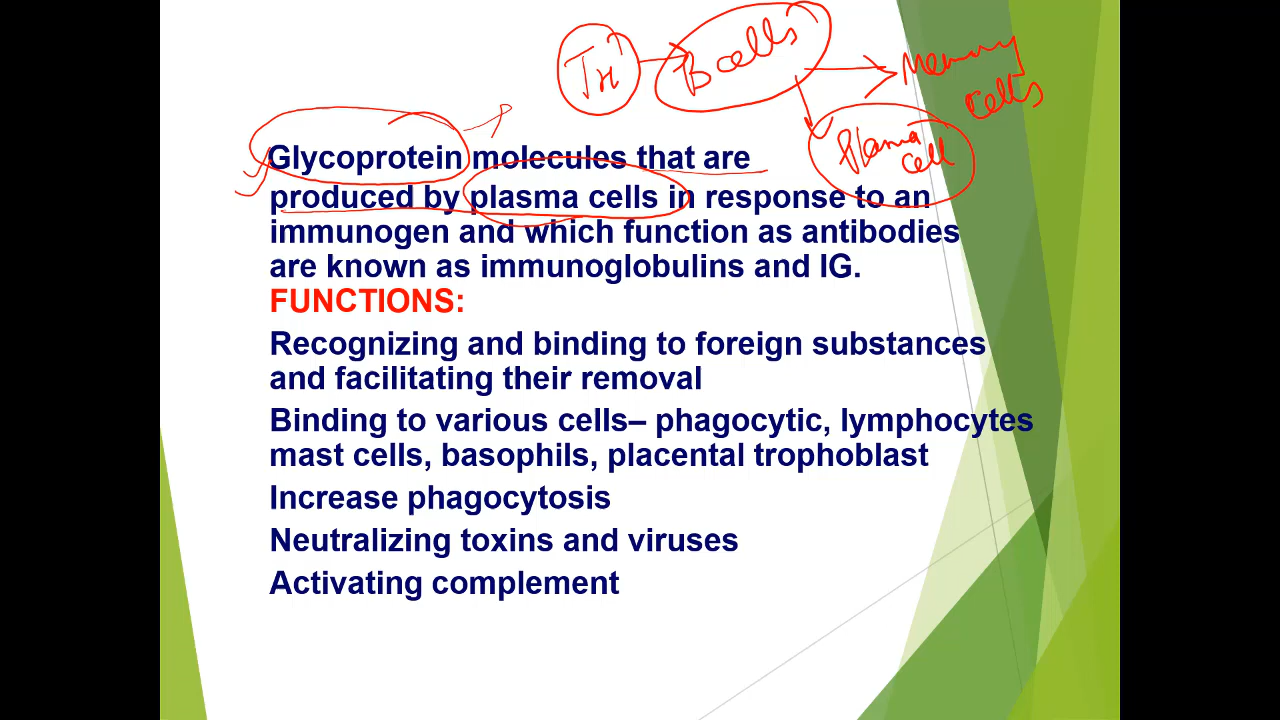 TH
B cells
Memory
cells
Plasma
cell
Glycoprotein molecules that are
produced by plasma cells in response to an
immunogen and which function as antibodies
are known as immunoglobulins and IG.
FUNCTIONS:
Recognizing and binding to foreign substances
and facilitating their removal
Binding to various cells– phagocytic, lymphocytes
mast cells, basophils, placental trophoblast
Increase phagocytosis
Neutralizing toxins and viruses
Activating complement